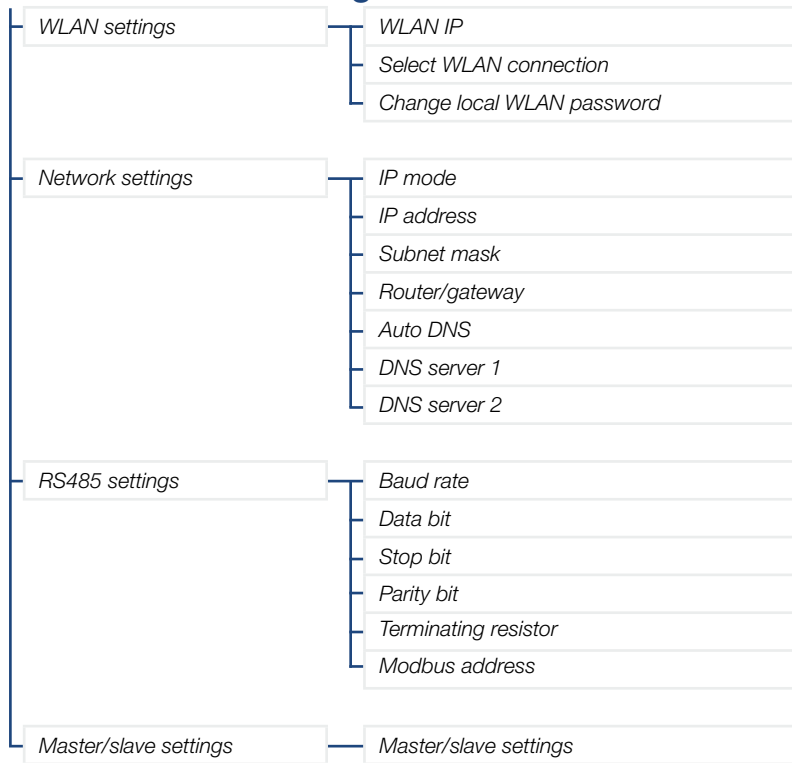 WLAN settings
WLAN IP
Select WLAN connection
Change local WLAN password
Network settings
IP mode
IP address
Subnet mask
Router/gateway
Auto DNS
DNS server 1
DNS server 2
RS485 settings
Baud rate
Data bit
Stop bit
Parity bit
Terminating resistor
Modbus address
Master/slave settings
Master/slave settings